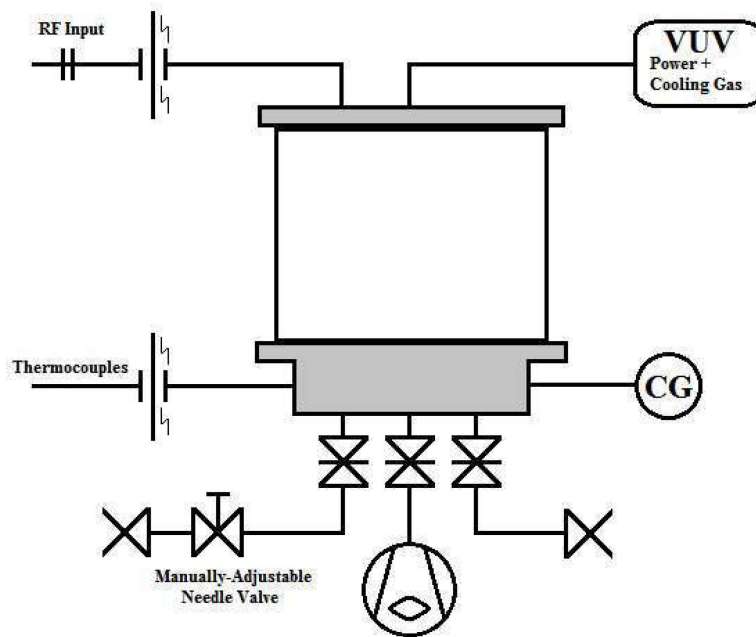 RF Input
VUV
Power +
Cooling Gas
Thermocouples
CG
Manually-Adjustable
Needle Valve